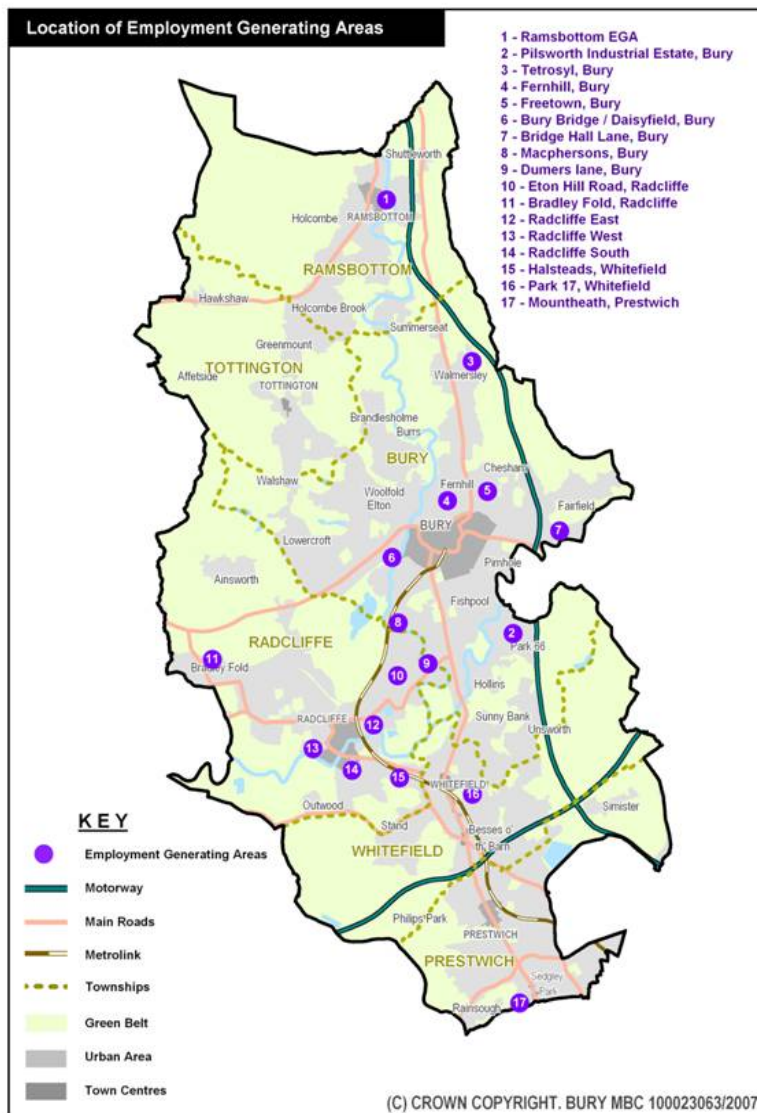 Location of Employment Generating Areas
1 - Ramsbottom EGA
2 - Pilsworth Industrial Estate, Bury
3 - Tetrosyl, Bury
4 - Fernhill, Bury
5 - Freetown, Bury
6 - Bury Bridge / Daisyfield, Bury
7 - Bridge Hall Lane, Bury
8 - Macphersons, Bury
9 - Dumers lane, Bury
10 - Eton Hill Road, Radcliffe
11 - Bradley Fold, Radcliffe
12 - Radcliffe East
13 - Radcliffe West
14 - Radcliffe South
15 - Halsteads, Whitefield
16 - Park 17, Whitefield
17 - Mountheath, Prestwich
Shuttleworth
1
Holcombe
RAMSBOTTOM
RAMSBOTTOM
Hawkshaw
Holcombe Brook
Summerseat
Greenmount
TOTTINGTON
3
Affetside
Walmersley
TOTTINGTON
Brandlesholme
Burrs
BURY
Chesham
Walshaw
Fernhill
5
Woolfold
4
Elton
Fairfield
BURY
7
Lowercroft
6
Pimhole
Ainsworth
Fishpool
8
2
RADCLIFFE
Park 66
11
Bradley Fold
9
10
Hollins
RADCLIFFE
12
Sunny Bank
Unsworth
13
14
15
WHITEFIELD
16
Outwood
Simister
Stand
Besses o'
th' Barn
WHITEFIELD
Philips Park
PRESTWICH
PRESTWICH
Sedgley
Park
Rainsough
17
KEY
Employment Generating Areas
Motorway
Main Roads
Metrolink
Townships
Green Belt
Urban Area
Town Centres
(C) CROWN COPYRIGHT. BURY MBC 100023063/2007